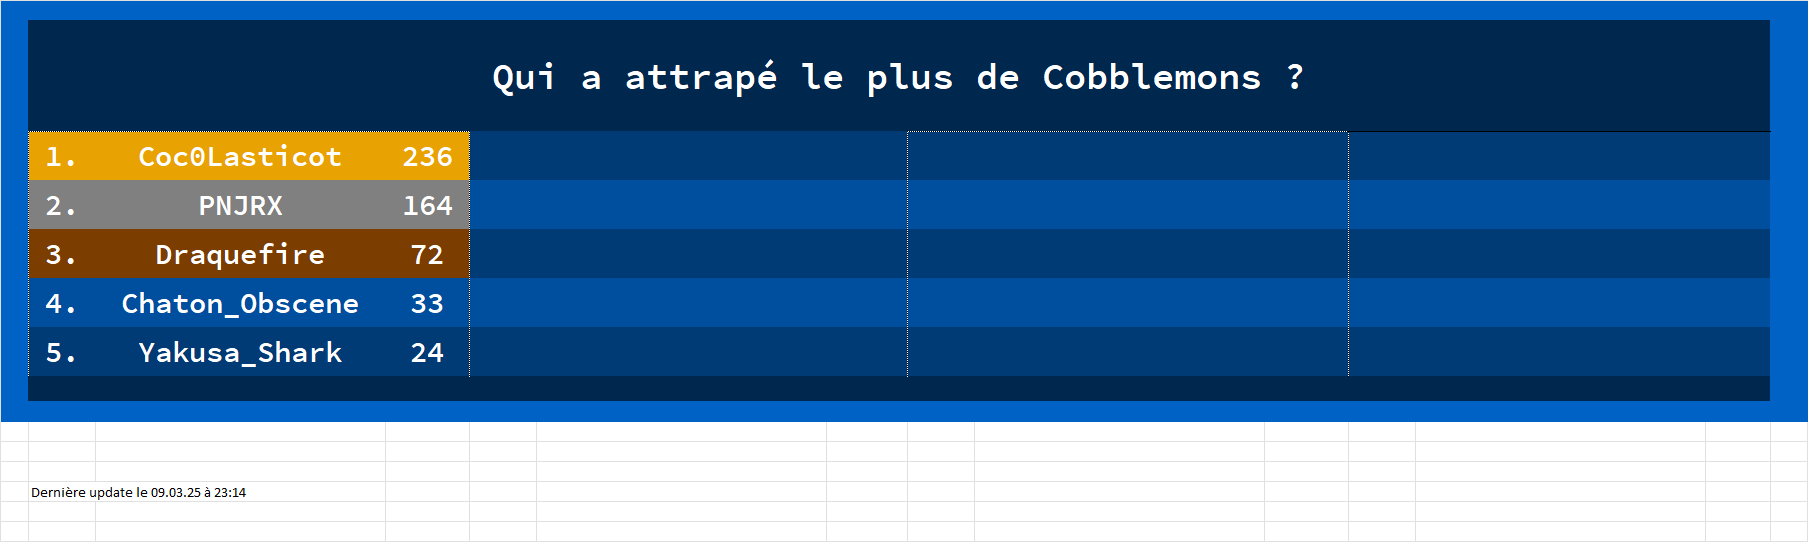 Qui a attrapé le plus de Cobblemons ?
1. Coc0Lasticot 236
2. PNJRX 164
3. Draquefire 72
4. Chaton_Obscene 33
5. Yakusa_Shark 24
Dernière update le 09.03.25 à 23:14